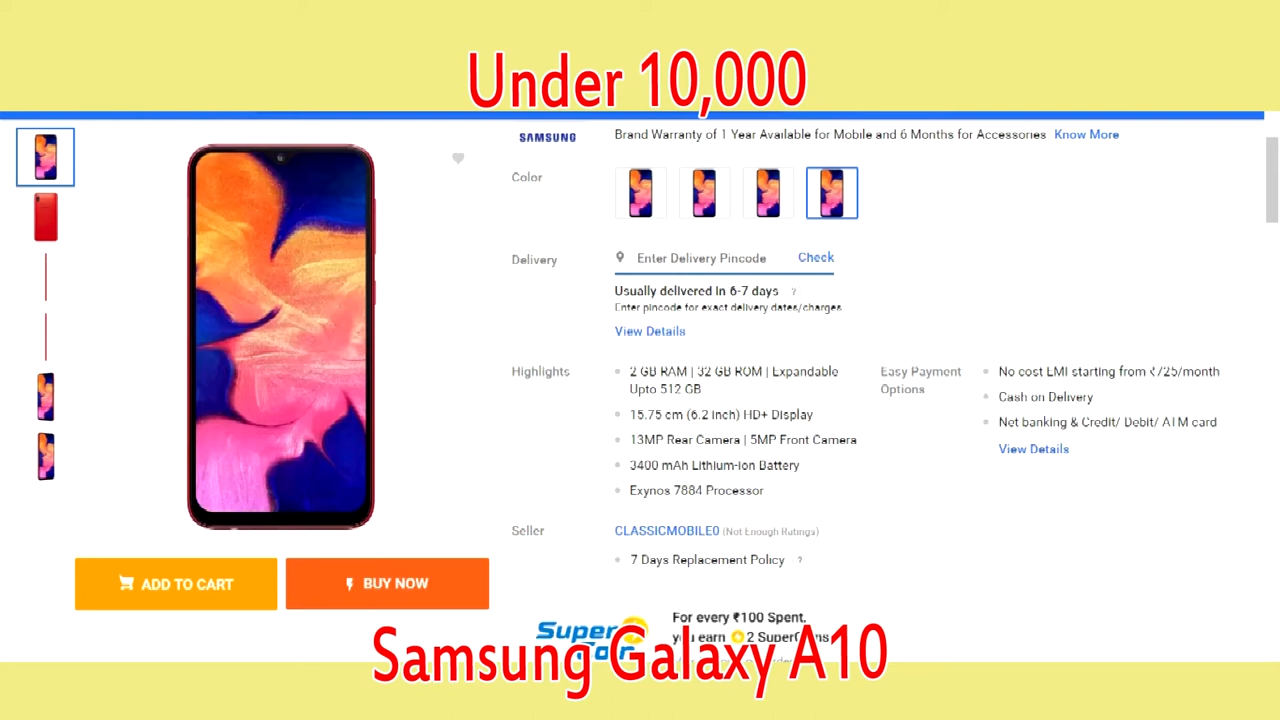 Under 10,000
SAMSUNG
Brand Warranty of 1 Year Available for Mobile and 6 Months for Accessories Know More
Color
Delivery
Enter Delivery Pincode Check
Usually delivered in 6-7 days ?
Enter pincode for exact delivery dates/charges
View Details
Highlights
2 GB RAM | 32 GB ROM | Expandable
Upto 512 GB
15.75 cm (6.2 inch) HD+ Display
13MP Rear Camera | 5MP Front Camera
3400 mAh Lithium-ion Battery
Exynos 7884 Processor
Easy Payment
Options
No cost EMI starting from ₹725/month
Cash on Delivery
Net banking & Credit/ Debit/ ATM card
View Details
Seller
CLASSICMOBILE0 (Not Enough Ratings)
7 Days Replacement Policy ?
ADD TO CART
BUY NOW
Super
For every ₹100 Spent,
you earn 2 SuperCoins
Samsung Galaxy A10